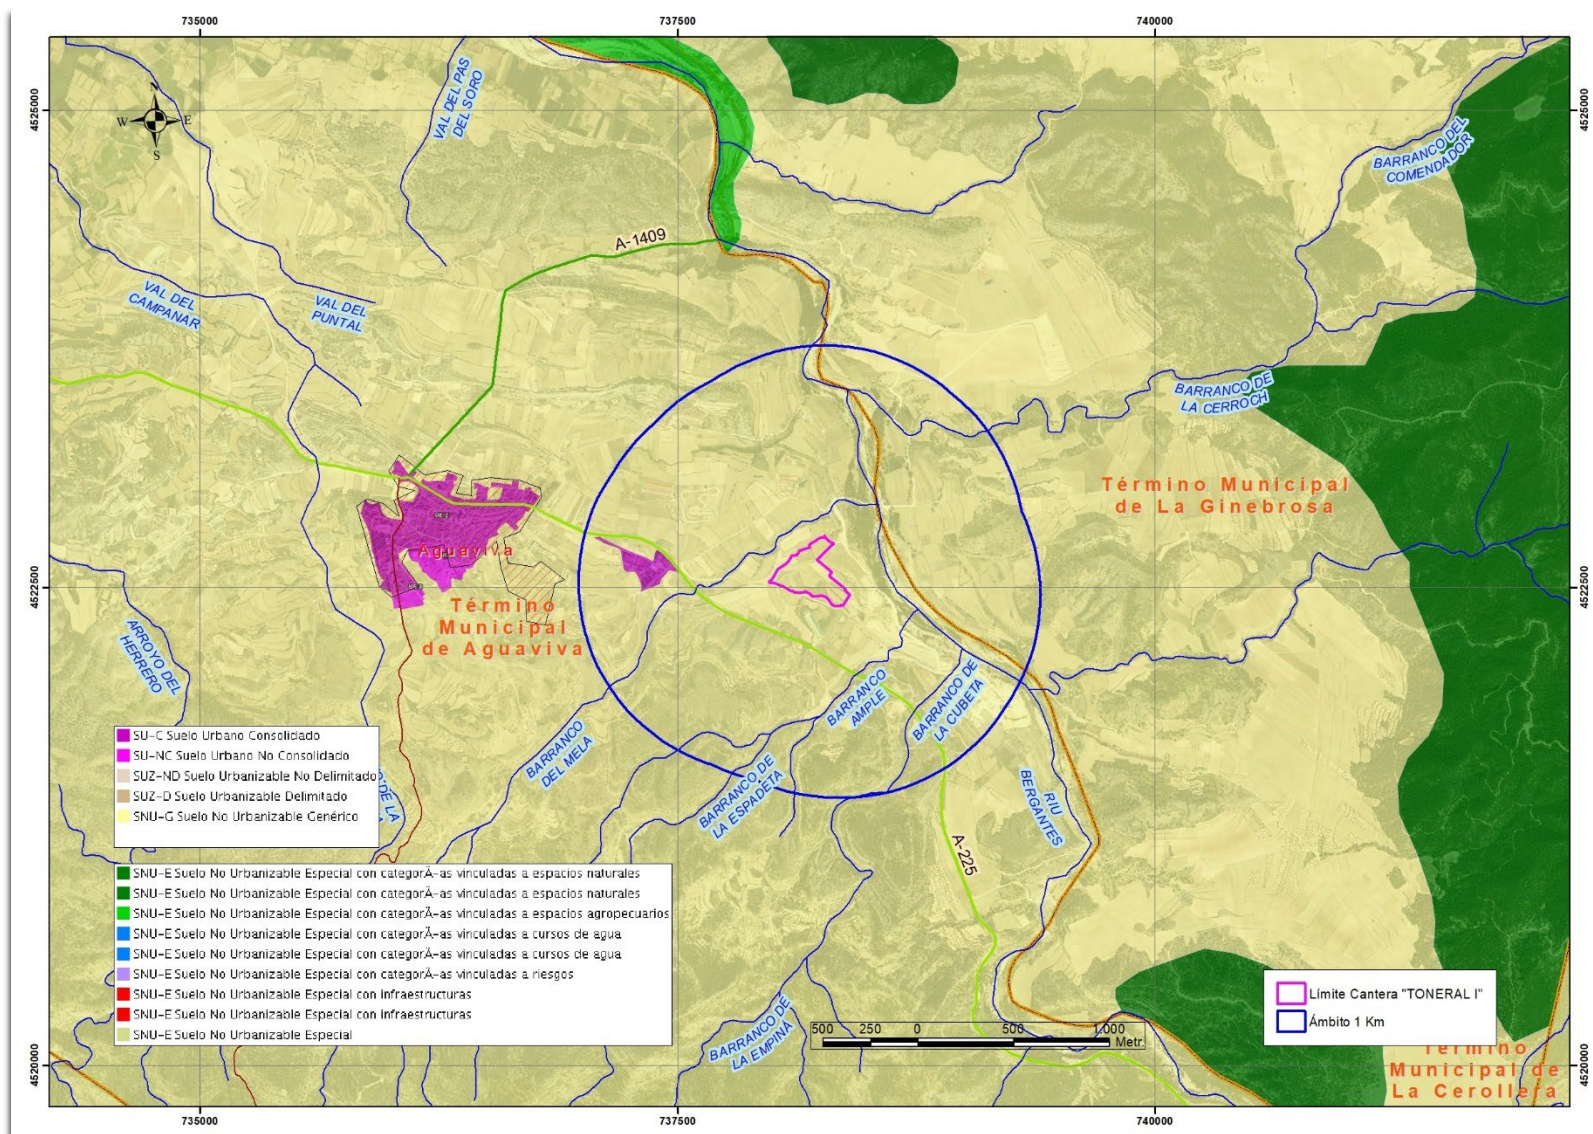 735000
737500
740000
4525000
4525000
N
W
E
S
VAL DEL PAS
DEL SORO
BARRANCO DEL
COMENDADOR
A-1409
VAL DEL
CAMPANAR
VAL DEL
PUNTAL
BARRANCO DE
LA CERROCH
Término Municipal
de La Ginebrosa
Aguaviva
4522500
4522500
Término
Municipal
de Aguaviva
ARROYO DEL
HERRERO
BARRANCO
DEL MELA
BARRANCO
AMPLE
BARRANCO DE
LA CUBETA
BARRANCO DE
LA ESPADETA
RIU
BERGANTES
A-225
DE LA
SU-C Suelo Urbano Consolidado
SU-NC Suelo Urbano No Consolidado
SUZ-ND Suelo Urbanizable No Delimitado
SUZ-D Suelo Urbanizable Delimitado
SNU-G Suelo No Urbanizable Genérico
SNU-E Suelo No Urbanizable Especial con categorÃ-as vinculadas a espacios naturales
SNU-E Suelo No Urbanizable Especial con categorÃ-as vinculadas a espacios naturales
SNU-E Suelo No Urbanizable Especial con categorÃ-as vinculadas a espacios agropecuarios
SNU-E Suelo No Urbanizable Especial con categorÃ-as vinculadas a cursos de agua
SNU-E Suelo No Urbanizable Especial con categorÃ-as vinculadas a cursos de agua
SNU-E Suelo No Urbanizable Especial con categorÃ-as vinculadas a riesgos
SNU-E Suelo No Urbanizable Especial con infraestructuras
SNU-E Suelo No Urbanizable Especial con infraestructuras
SNU-E Suelo No Urbanizable Especial
BARRANCO DE
LA EMPINA
500 250 0 500 1.000
Metr.
Límite Cantera "TONERAL I"
Ámbito 1 Km
Término
Municipal de
La Cerollera
4520000
4520000
735000
737500
740000